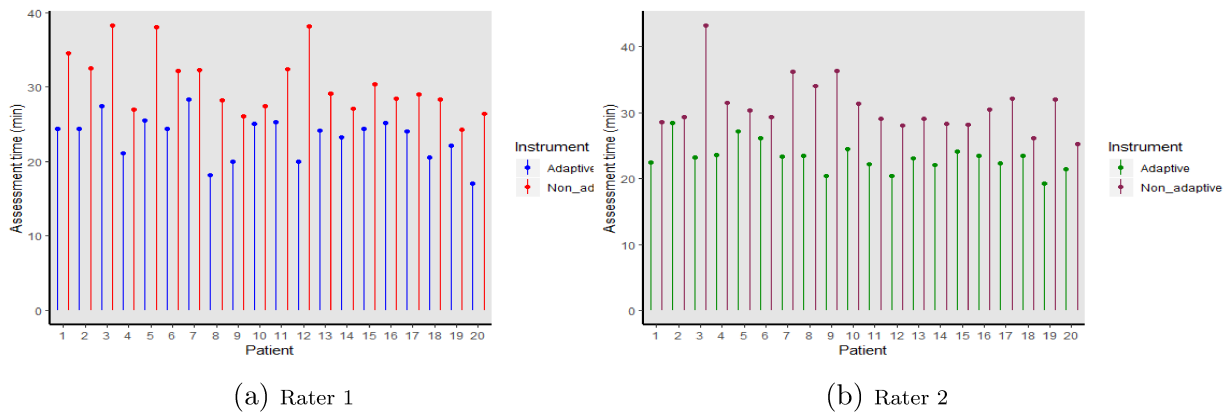 Assessment time (min)
40
30
20
10
0
1 2 3 4 5 6 7 8 9 10 11 12 13 14 15 16 17 18 19 20
Patient
Instrument
Adaptive
Non_ad
(a) Rater 1
Assessment time (min)
40
30
20
10
0
1 2 3 4 5 6 7 8 9 10 11 12 13 14 15 16 17 18 19 20
Patient
Instrument
Adaptive
Non_adaptive
(b) Rater 2